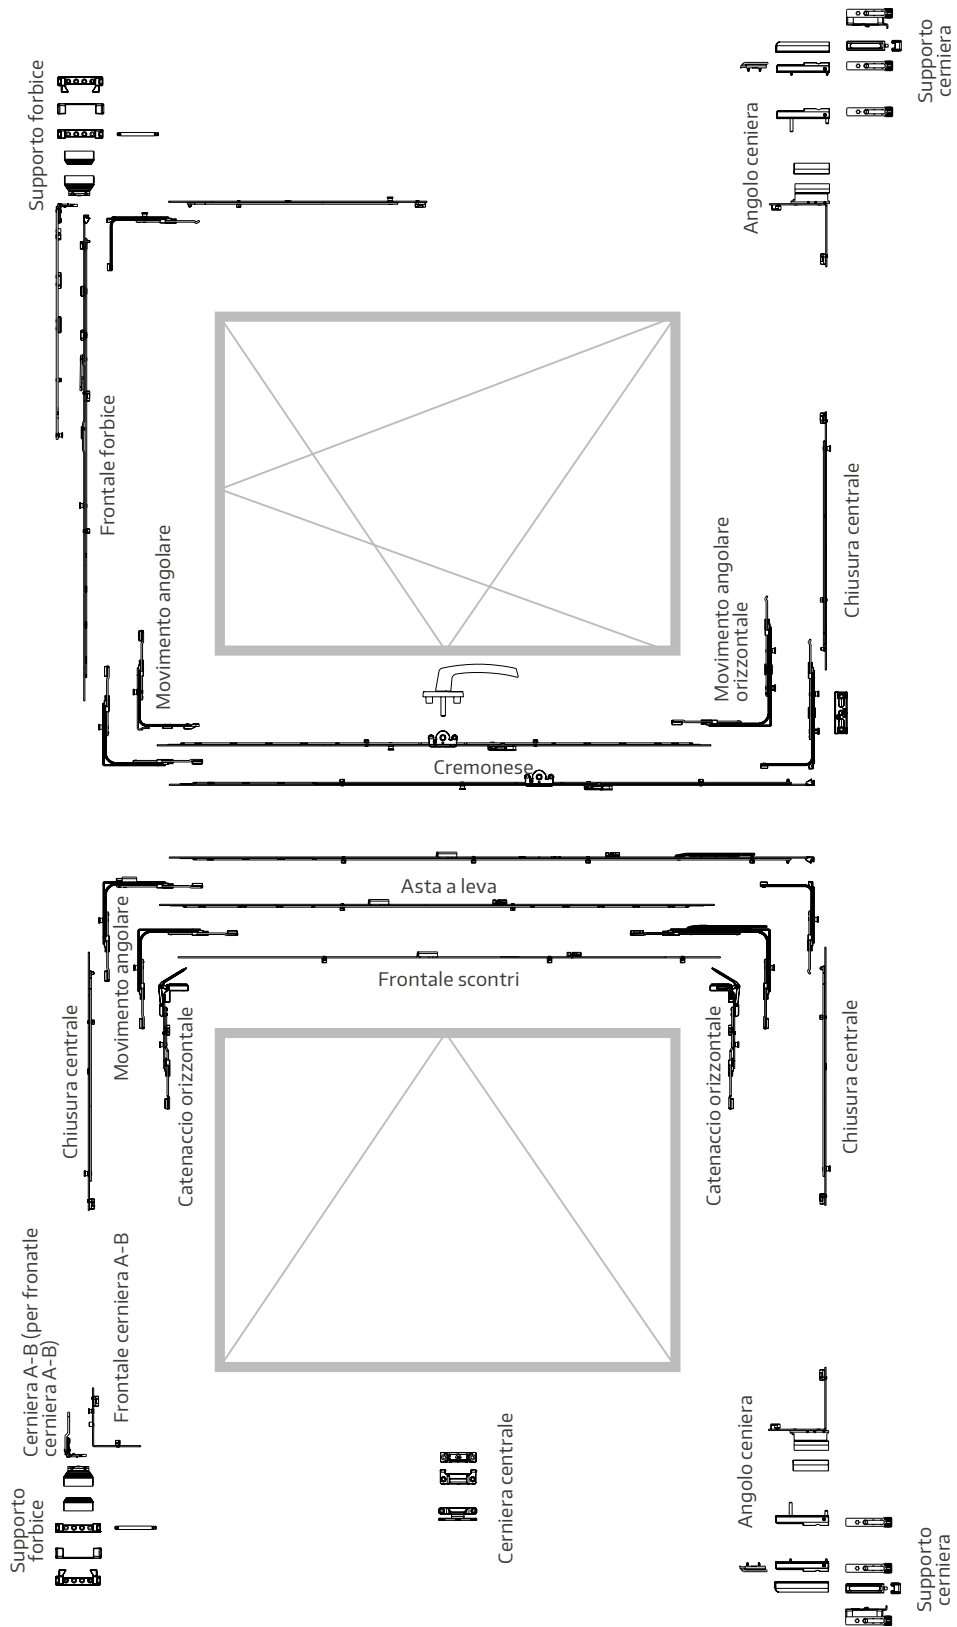 Supporto forbice
Frontale forbice
Movimento angolare
Supporto
cerniera
Angolo ceniera
Chiusura centrale
Movimento angolare
orizzontale
Cremonese
Asta a leva
Frontale scontri
Movimento angolare
Chiusura centrale
Catenaccio orizzontale
Catenaccio orizzontale
Chiusura centrale
Cerniera A-B (per fronatle
cerniera A-B)
Frontale cerniera A-B
Supporto
forbice
Cerniera centrale
Angolo ceniera
Supporto
cerniera